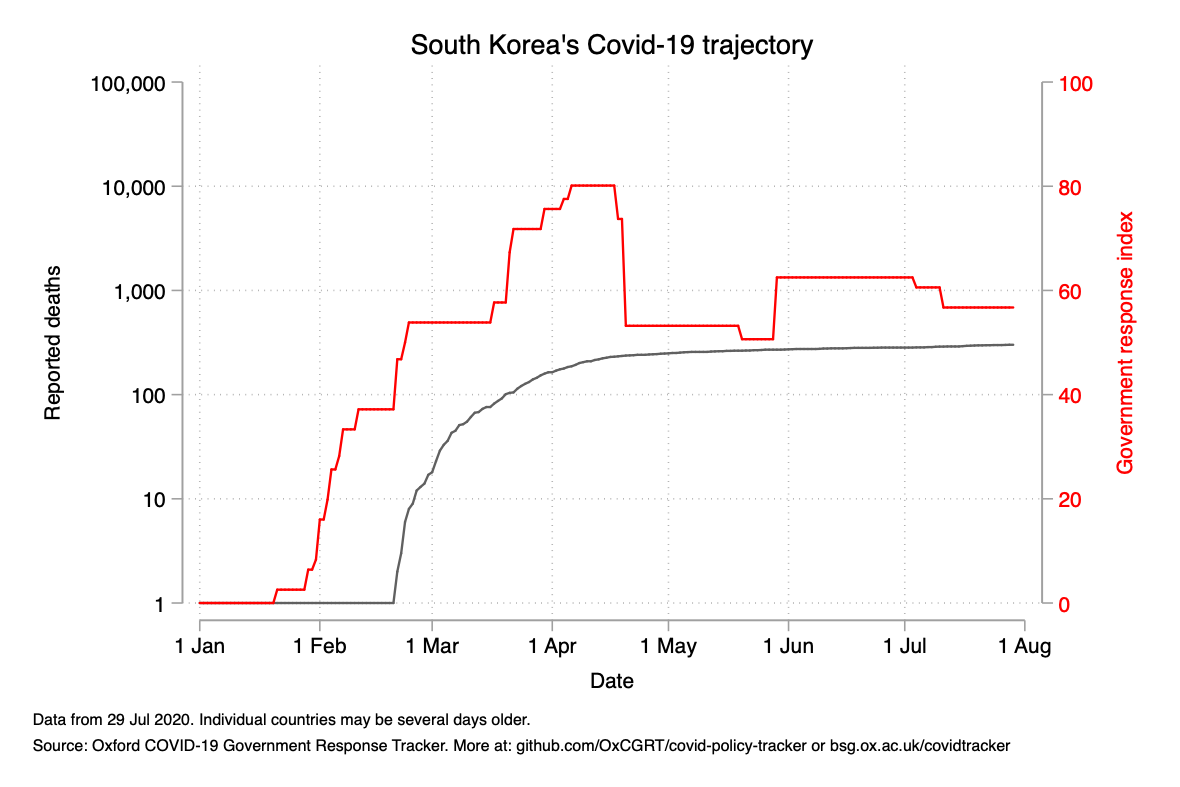 South Korea's Covid-19 trajectory
100,000
10,000
1,000
100
10
1
Reported deaths
100
80
60
40
20
0
Government response index
1 Jan 1 Feb 1 Mar 1 Apr 1 May 1 Jun 1 Jul 1 Aug
Date
Data from 29 Jul 2020. Individual countries may be several days older.
Source: Oxford COVID-19 Government Response Tracker. More at: github.com/OxCGRT/covid-policy-tracker or bsg.ox.ac.uk/covidtracker